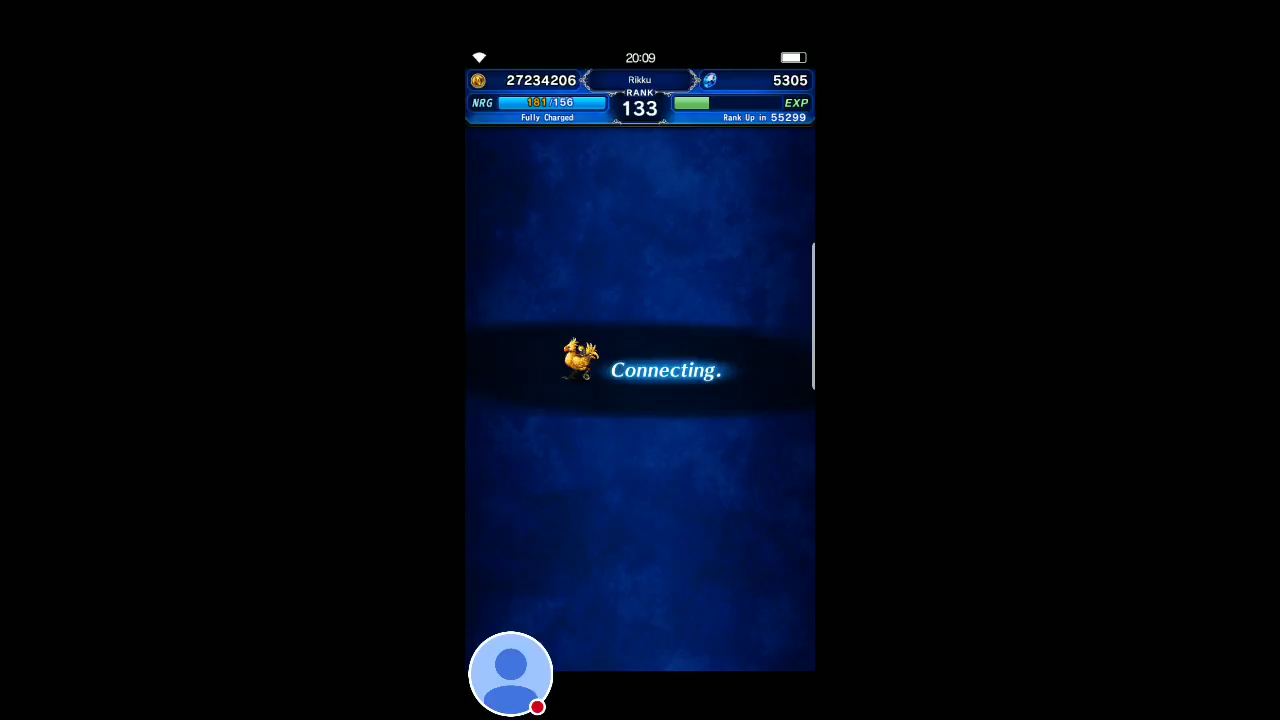 20:09
27234206 Rikku 5305
NRG 181/156 RANK 133 EXP
Fully Charged Rank Up in 55299
Connecting.